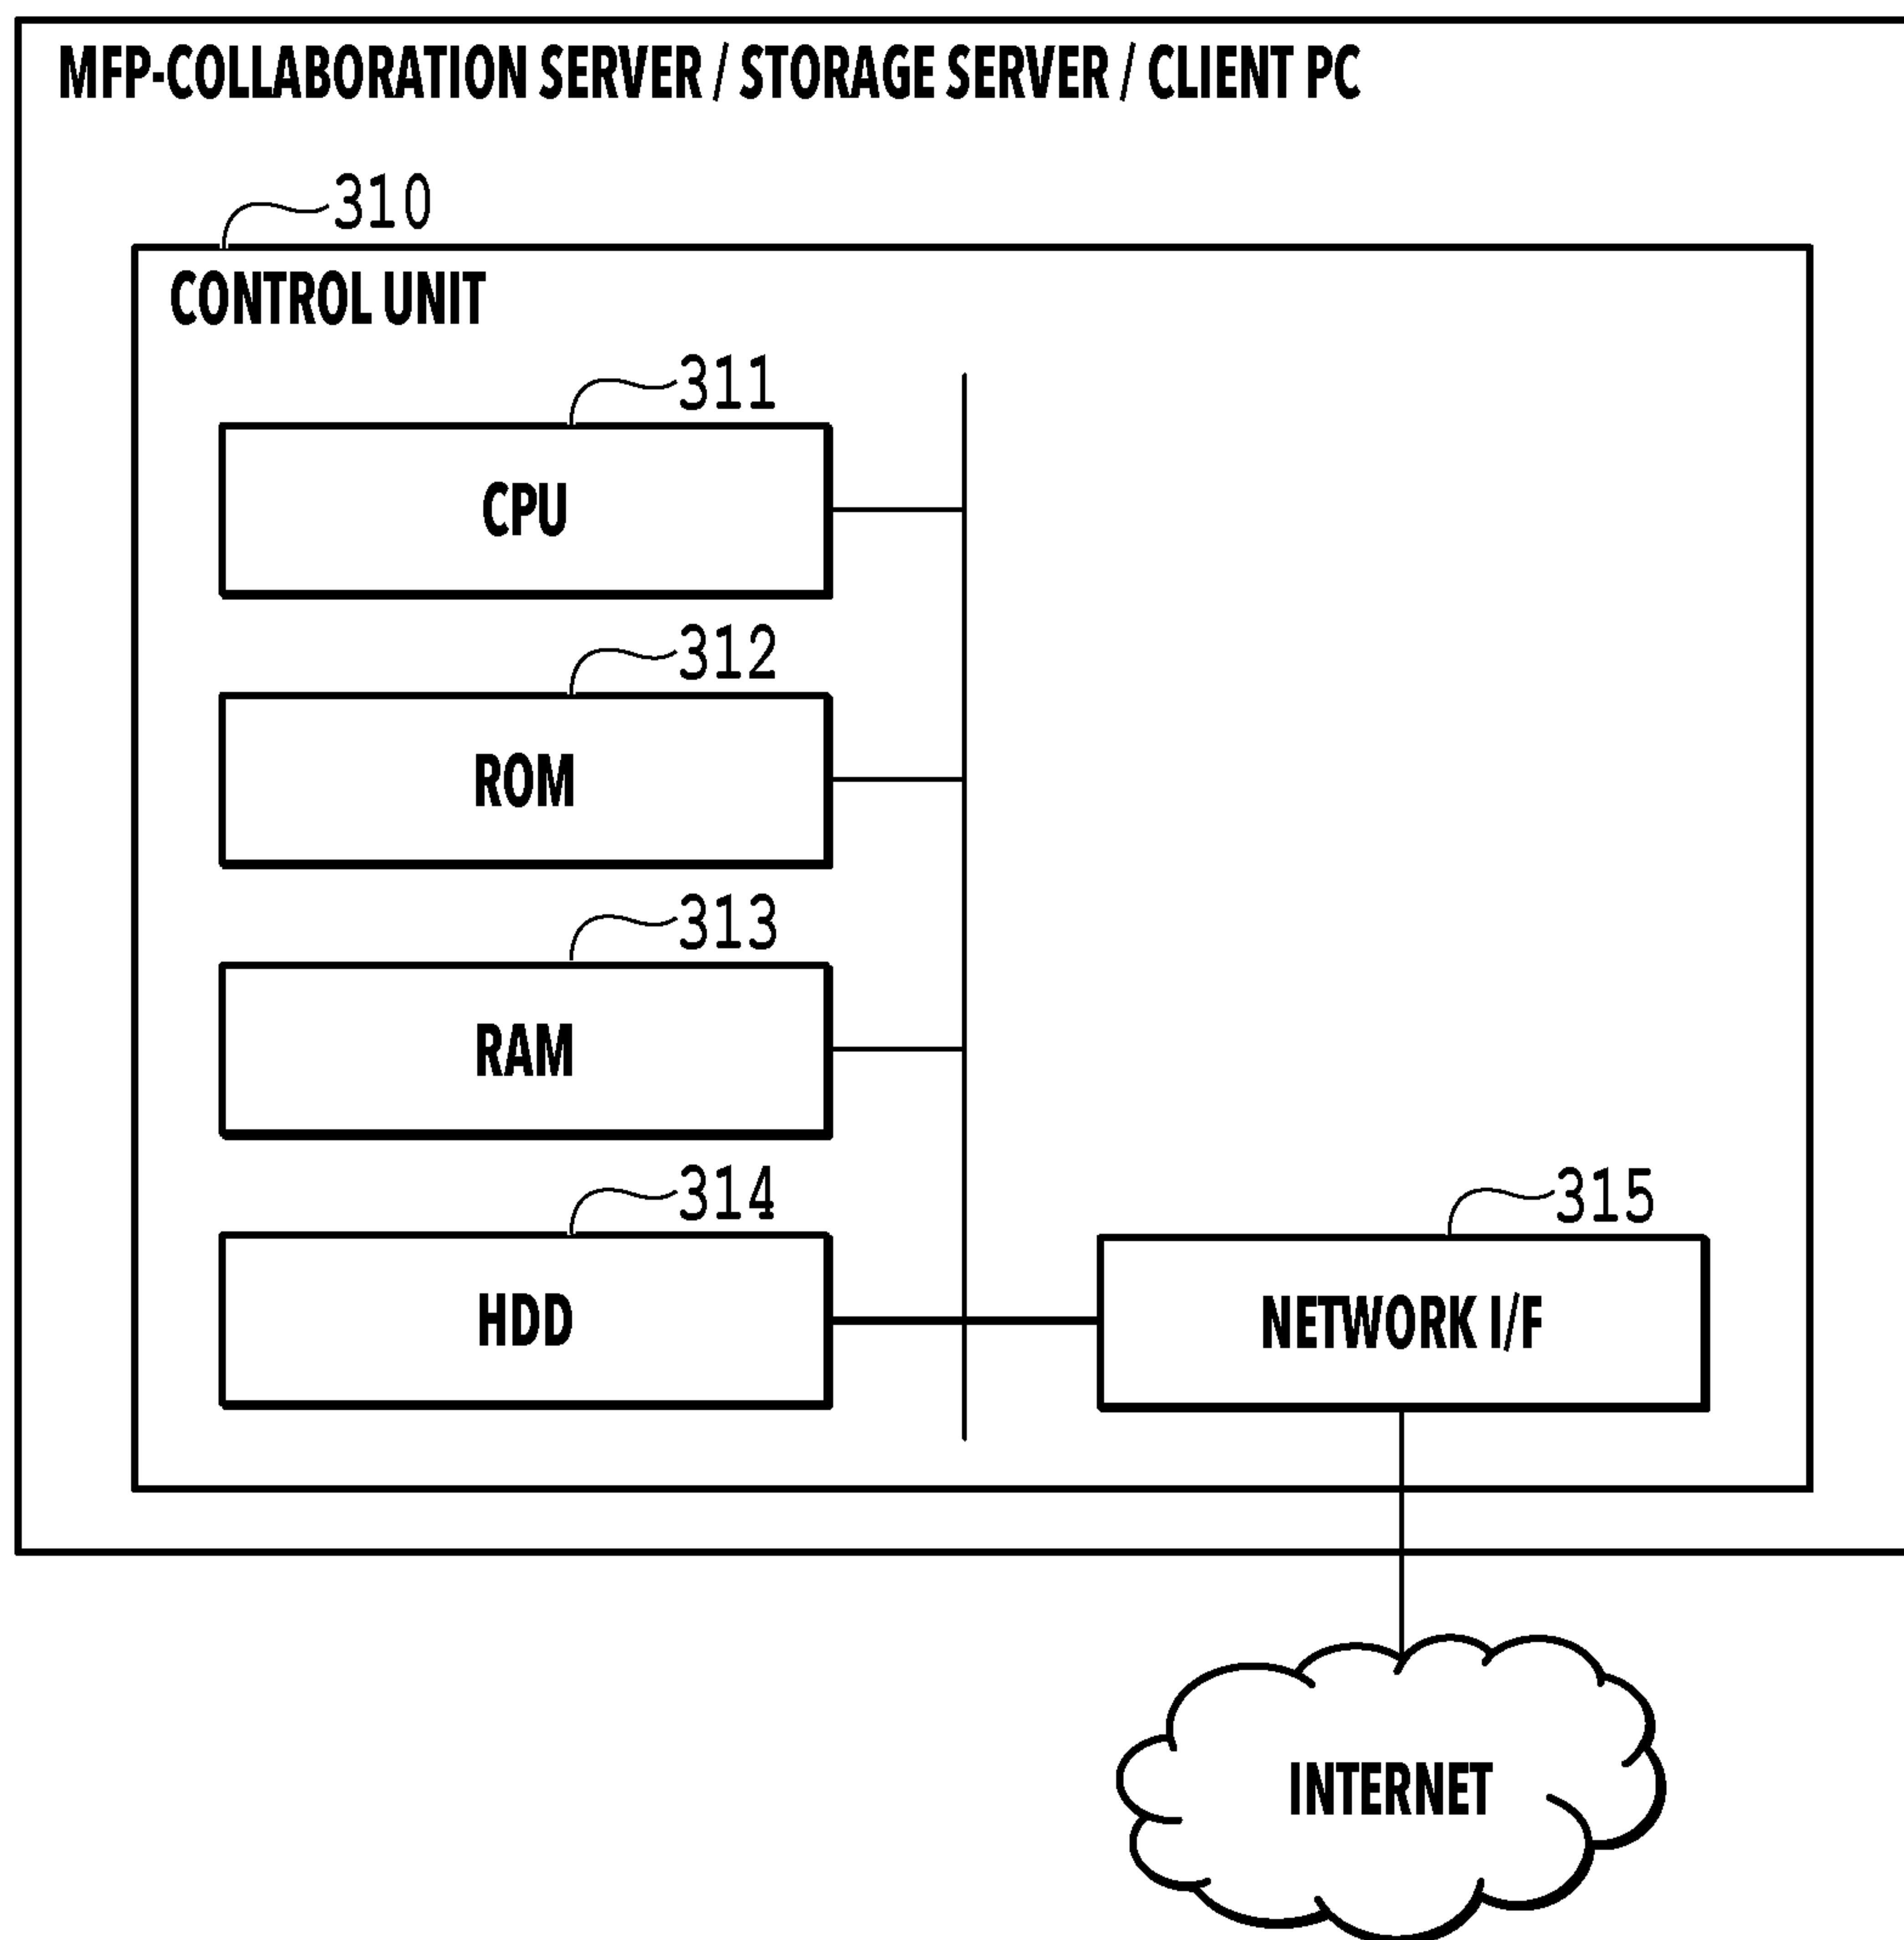 MFP-COLLABORATION SERVER / STORAGE SERVER / CLIENT PC
310
CONTROL UNIT
311
CPU
312
ROM
313
RAM
314
HDD
315
NETWORK I/F
INTERNET